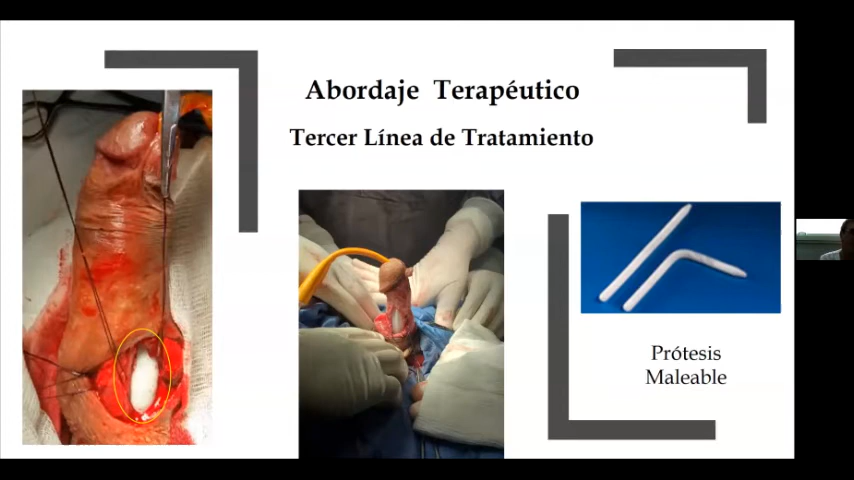 Abordaje Terapéutico
Tercer Línea de Tratamiento
Prótesis
Maleable